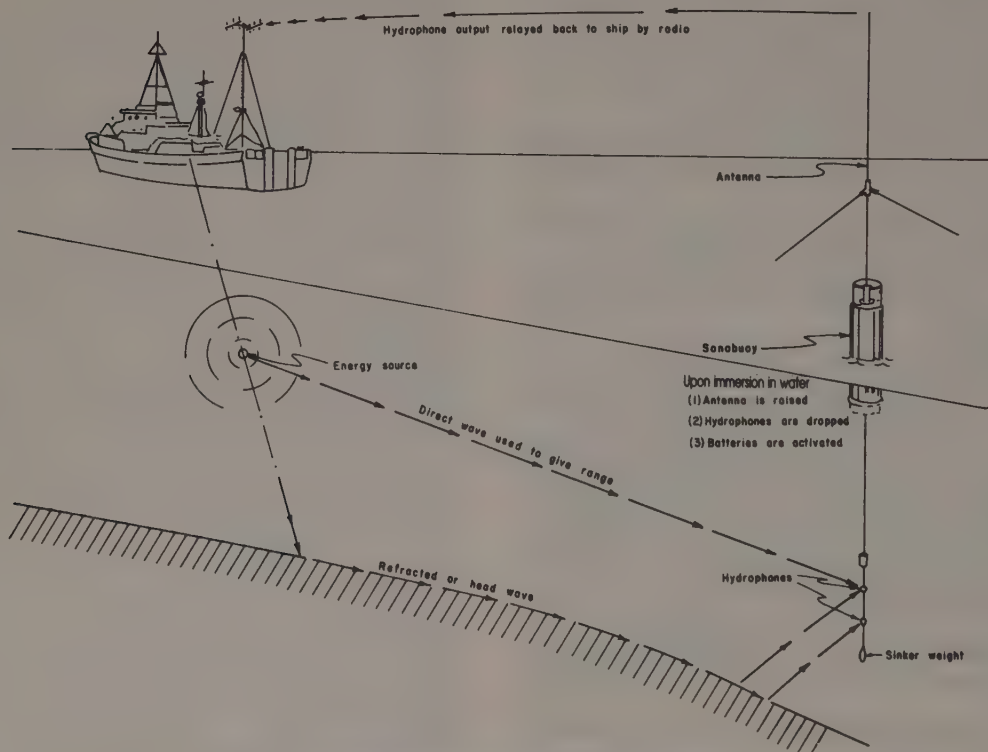 Hydrophone output relayed back to ship by radio
Antenna
Sonobuoy
Energy source
Upon immersion in water
(1) Antenna is raised
(2) Hydrophones are dropped
(3) Batteries are activated
Direct wave used to give range
Refracted or head wave
Hydrophones
Sinker weight